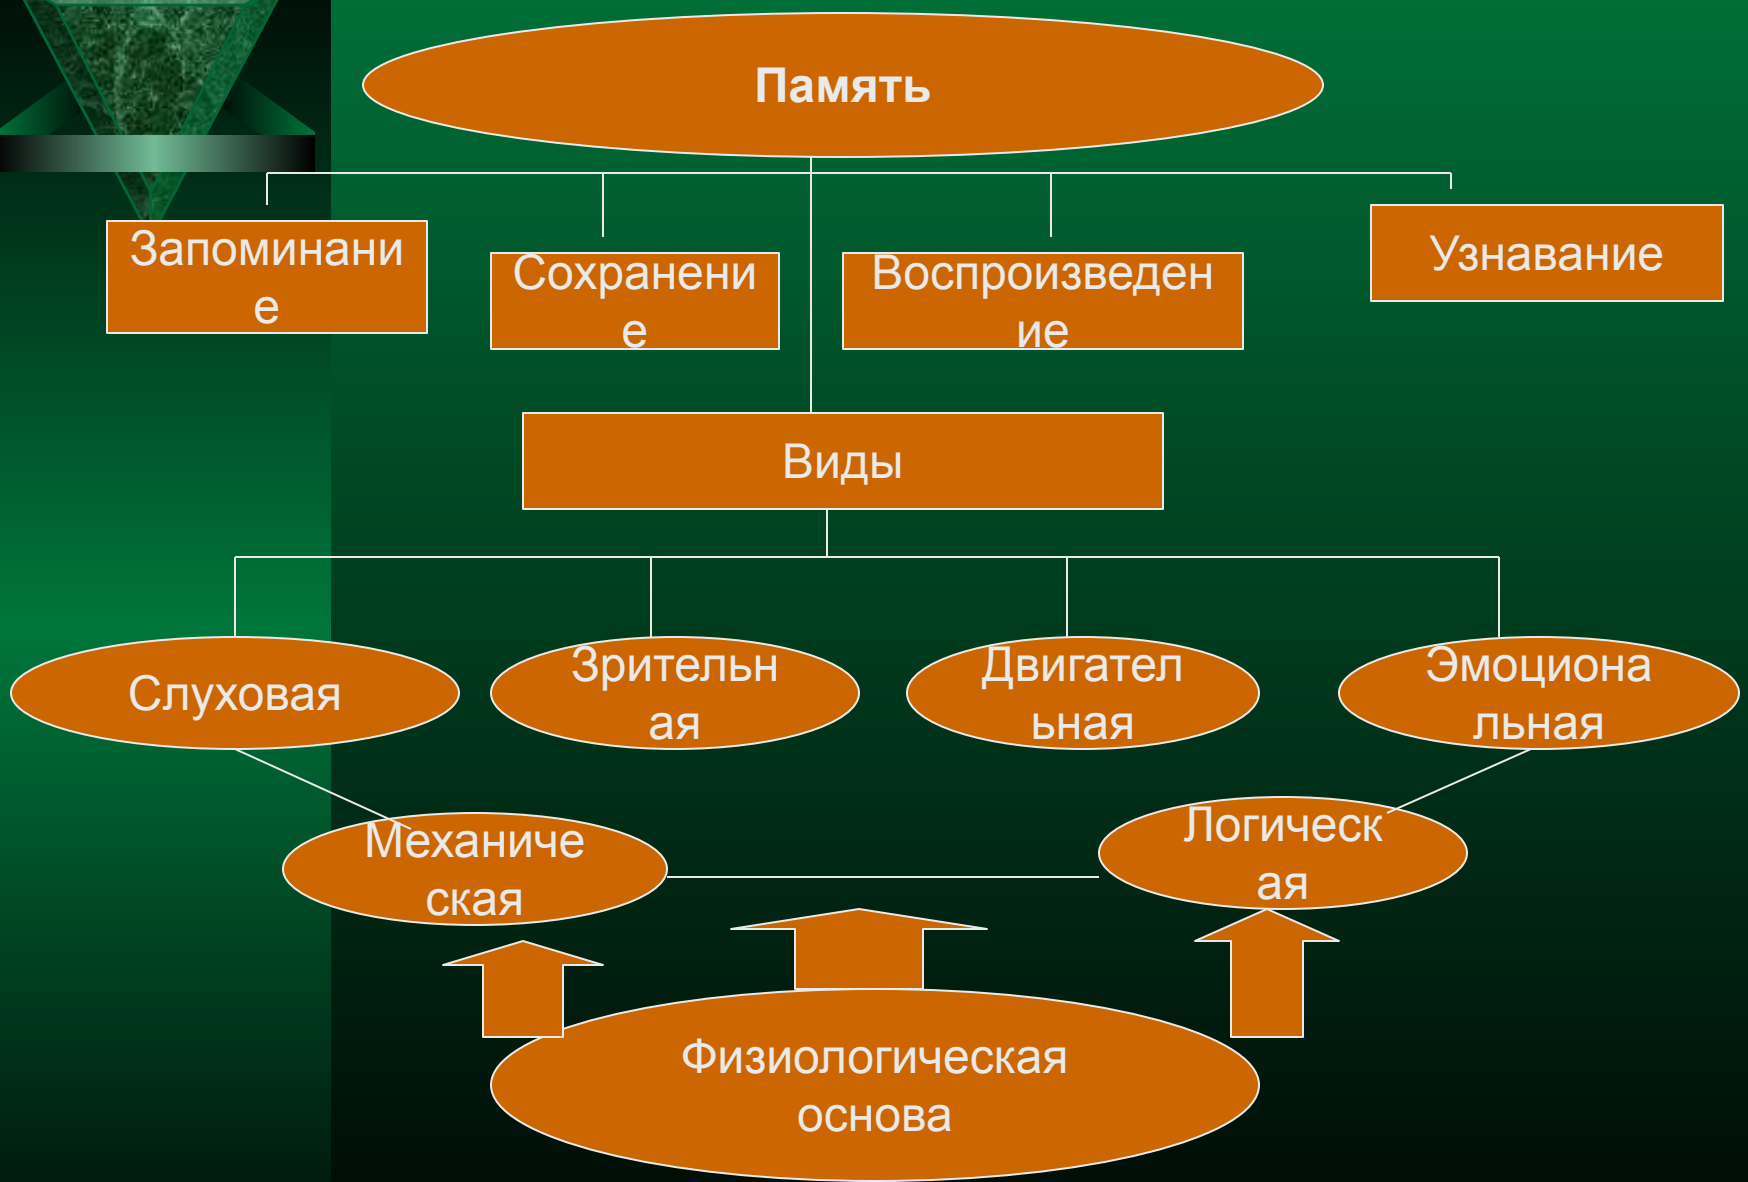 Память
Запоминани
е
Сохранени
е
Воспроизведен
ие
Узнавание
Виды
Слуховая
Зрительн
ая
Двигател
ьная
Эмоциона
льная
Механиче
ская
Логическ
ая
Физиологическая
основа